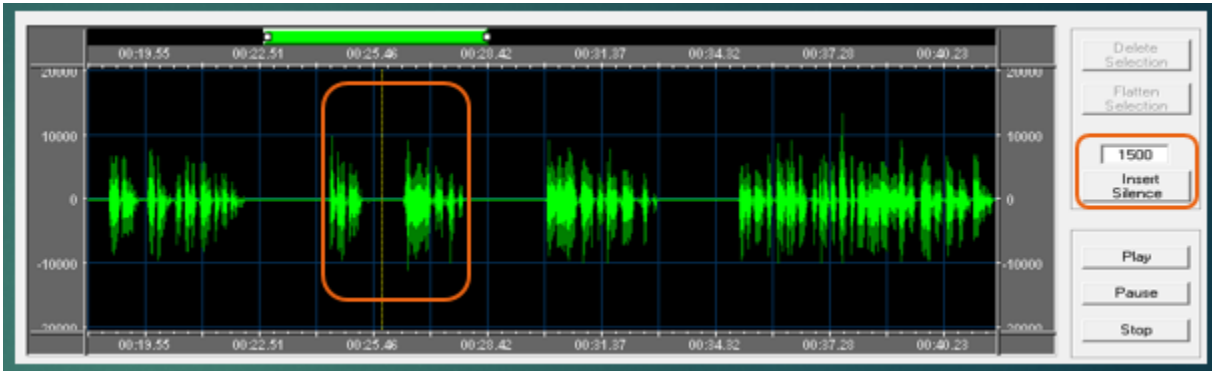 00:19.55 00:22.51 00:25.46 00:28.42 00:31.37 00:34.32 00:37.28 00:40.23
20000 20000
10000 10000
0 0
-10000 -10000
-20000 -20000
00:19.55 00:22.51 00:25.46 00:28.42 00:31.37 00:34.32 00:37.28 00:40.23
Delete
Selection
Flatten
Selection
1500
Insert
Silence
Play
Pause
Stop